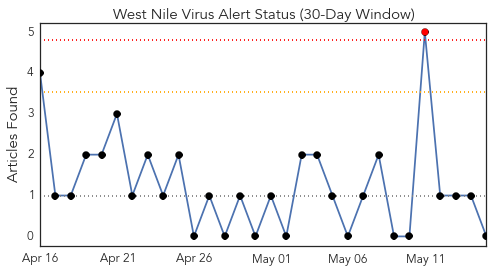 West Nile Virus Alert Status (30-Day Window)
Articles Found
5
4
3
2
1
0
Apr 16
Apr 21
Apr 26
May 01
May 06
May 11